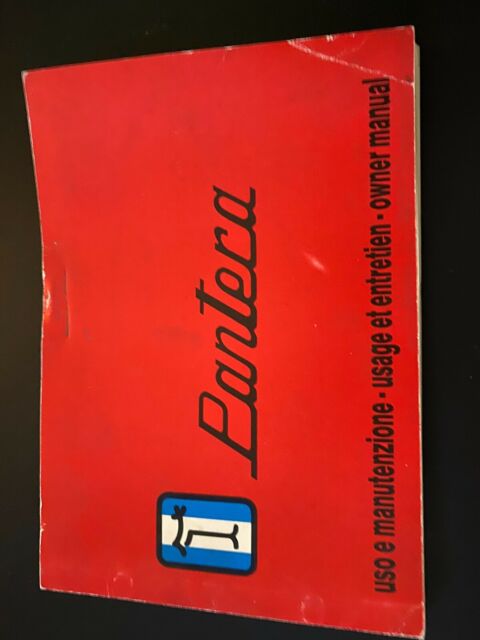 Pantera
uso e manutenzione - usage et entretien - owner manual